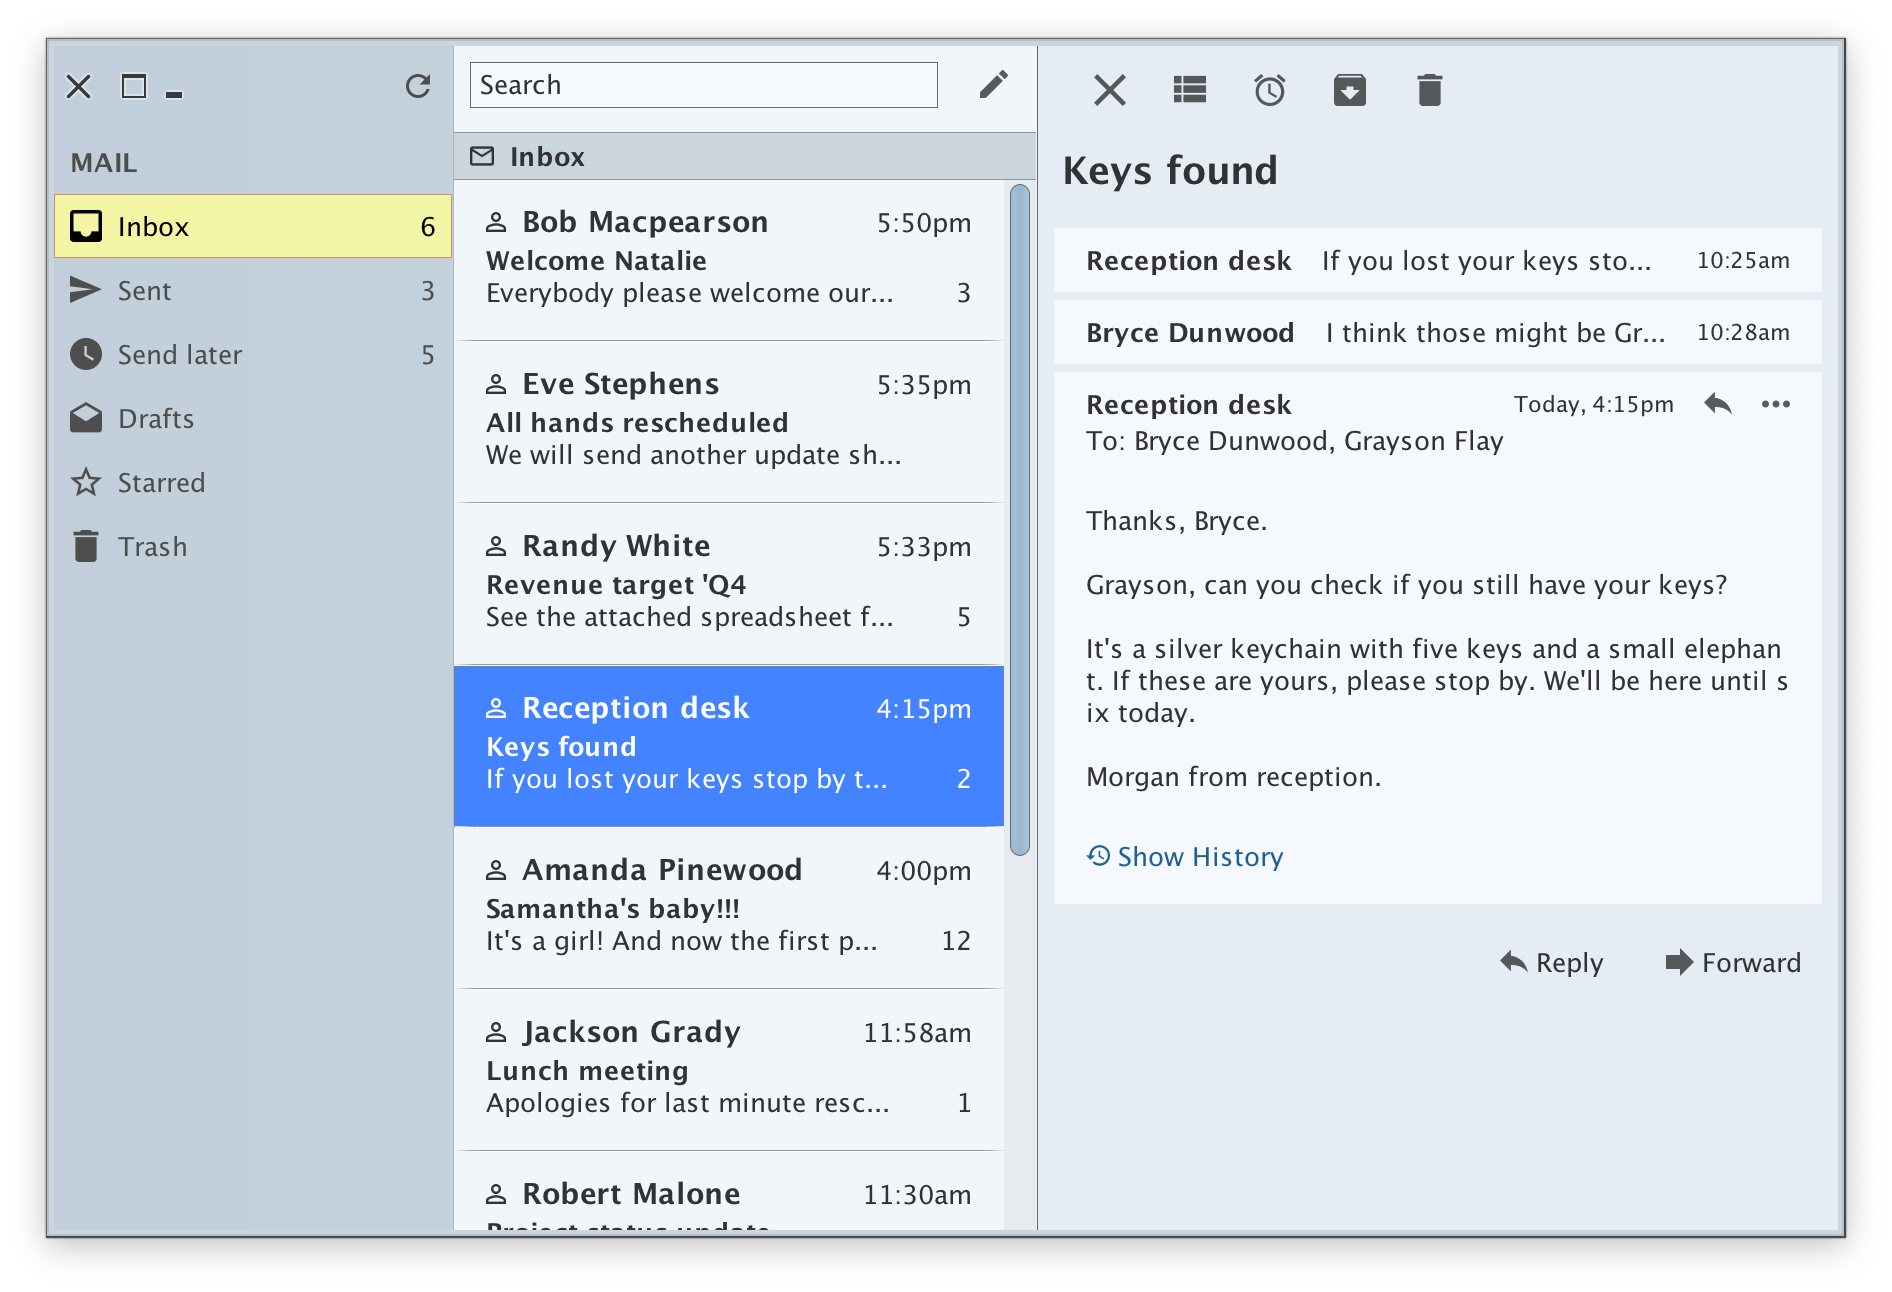 MAIL
Inbox 6
Sent 3
Send later 5
Drafts
Starred
Trash
Search
Inbox
Bob Macpearson 5:50pm
Welcome Natalie
Everybody please welcome our... 3
Eve Stephens 5:35pm
All hands rescheduled
We will send another update sh...
Randy White 5:33pm
Revenue target 'Q4
See the attached spreadsheet f... 5
Reception desk 4:15pm
Keys found
If you lost your keys stop by t... 2
Amanda Pinewood 4:00pm
Samantha's baby!!!
It's a girl! And now the first p... 12
Jackson Grady 11:58am
Lunch meeting
Apologies for last minute resc... 1
Robert Malone 11:30am
Project status update
Keys found
Reception desk If you lost your keys sto... 10:25am
Bryce Dunwood I think those might be Gr... 10:28am
Reception desk Today, 4:15pm
To: Bryce Dunwood, Grayson Flay
Thanks, Bryce.
Grayson, can you check if you still have your keys?
It's a silver keychain with five keys and a small elephan
t. If these are yours, please stop by. We'll be here until s
ix today.
Morgan from reception.
Show History
Reply Forward